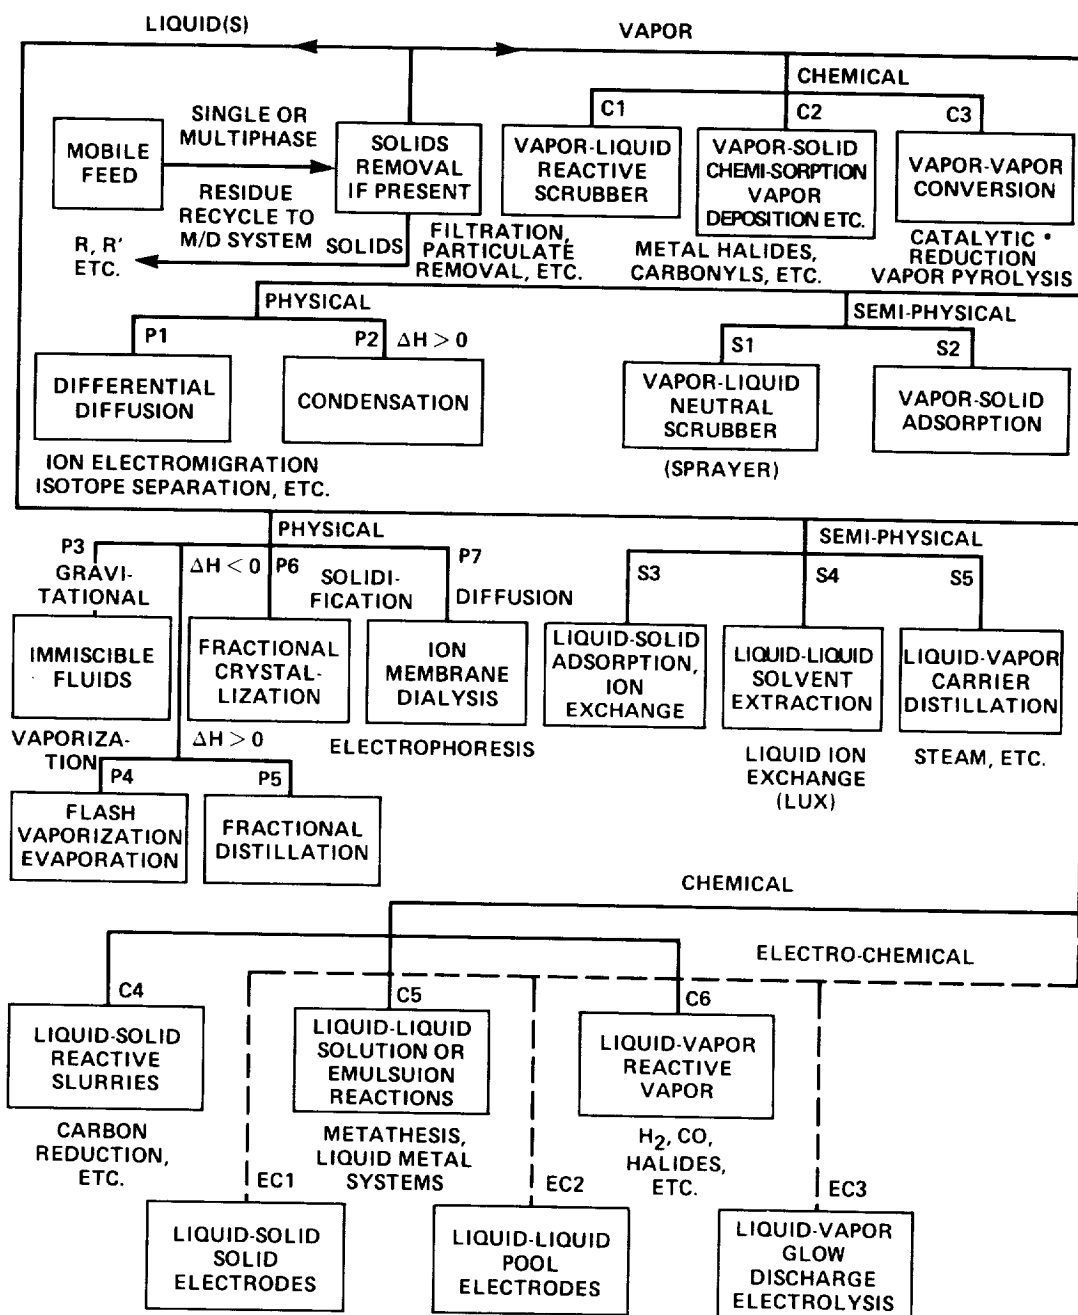 LIQUID(S)
VAPOR
CHEMICAL
C1
C2
C3
SINGLE OR
MULTIPHASE
MOBILE
FEED
SOLIDS
REMOVAL
IF PRESENT
VAPOR-LIQUID
REACTIVE
SCRUBBER
VAPOR-SOLID
CHEMI-SORPTION
VAPOR
DEPOSITION ETC.
VAPOR-VAPOR
CONVERSION
RESIDUE
RECYCLE TO
M/D SYSTEM
R, R'
ETC.
SOLIDS
FILTRATION,
PARTICULATE
REMOVAL, ETC.
METAL HALIDES,
CARBONYLS, ETC.
CATALYTIC •
REDUCTION
VAPOR PYROLYSIS
PHYSICAL
SEMI-PHYSICAL
P1
P2
ΔH > 0
S1
S2
DIFFERENTIAL
DIFFUSION
CONDENSATION
VAPOR-LIQUID
NEUTRAL
SCRUBBER
VAPOR-SOLID
ADSORPTION
(SPRAYER)
ION ELECTROMIGRATION
ISOTOPE SEPARATION, ETC.
PHYSICAL
SEMI-PHYSICAL
P3
GRAVI-
TATIONAL
ΔH < 0
P6
SOLIDI-
FICATION
P7
DIFFUSION
S3
S4
S5
IMMISCIBLE
FLUIDS
FRACTIONAL
CRYSTAL-
LIZATION
ION
MEMBRANE
DIALYSIS
LIQUID-SOLID
ADSORPTION,
ION
EXCHANGE
LIQUID-LIQUID
SOLVENT
EXTRACTION
LIQUID-VAPOR
CARRIER
DISTILLATION
VAPORIZA-
TION
ΔH > 0
ELECTROPHORESIS
LIQUID ION
EXCHANGE
(LUX)
STEAM, ETC.
P4
P5
FLASH
VAPORIZATION
EVAPORATION
FRACTIONAL
DISTILLATION
CHEMICAL
ELECTRO-CHEMICAL
C4
C5
C6
LIQUID-SOLID
REACTIVE
SLURRIES
LIQUID-LIQUID
SOLUTION OR
EMULSUION
REACTIONS
LIQUID-VAPOR
REACTIVE
VAPOR
CARBON
REDUCTION,
ETC.
METATHESIS,
LIQUID METAL
SYSTEMS
H2, CO,
HALIDES,
ETC.
EC1
EC2
EC3
LIQUID-SOLID
SOLID
ELECTRODES
LIQUID-LIQUID
POOL
ELECTRODES
LIQUID-VAPOR
GLOW
DISCHARGE
ELECTROLYSIS